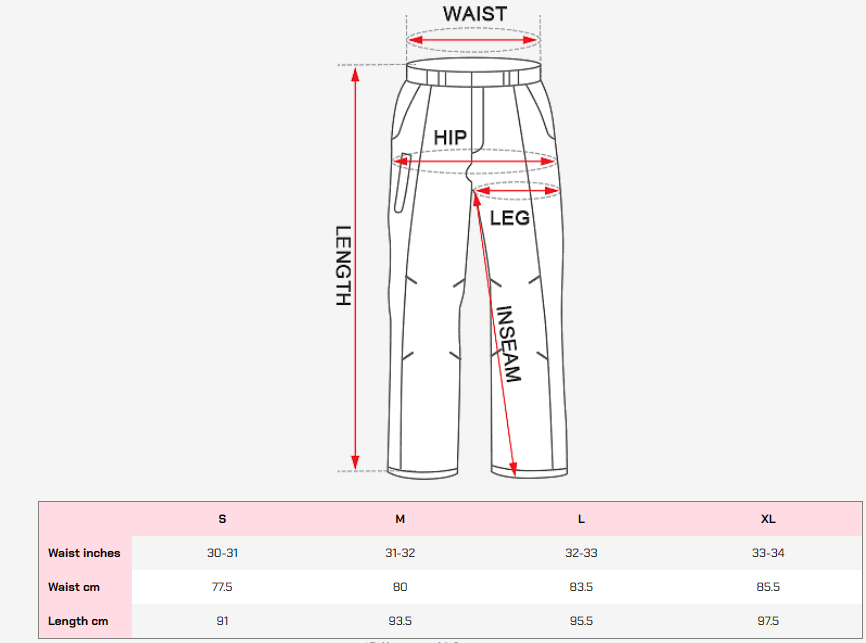 WAIST
HIP
LEG
LENGTH
INSEAM
S M L XL
Waist inches 30-31 31-32 32-33 33-34
Waist cm 77.5 80 83.5 85.5
Length cm 91 93.5 95.5 97.5